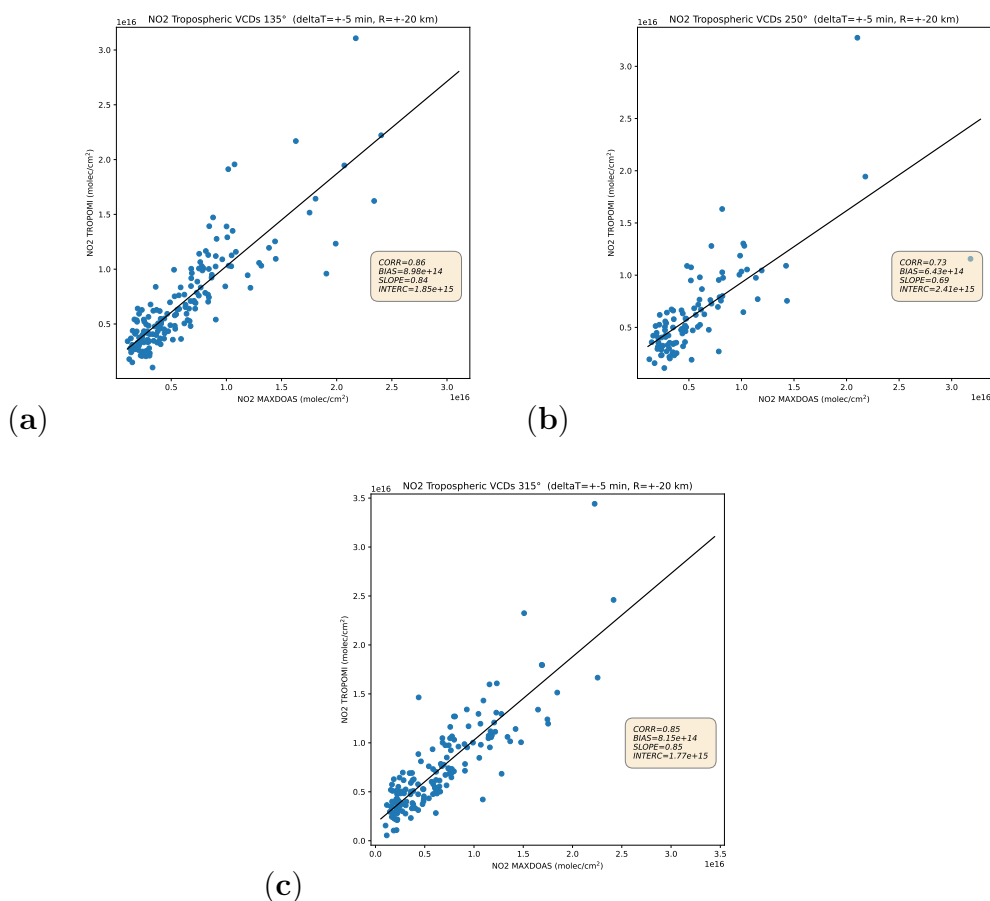 NO2 Tropospheric VCDs 135° (deltaT=+-5 min, R=+-20 km)
1e16
NO2 TROPOMI (molec/cm²)
3.0
2.5
2.0
1.5
1.0
0.5
CORR=0.86
BIAS=8.98e+14
SLOPE=0.84
INTERC=1.85e+15
0.5 1.0 1.5 2.0 2.5 3.0
1e16
NO2 MAXDOAS (molec/cm²)
(a)
NO2 Tropospheric VCDs 250° (deltaT=+-5 min, R=+-20 km)
1e16
NO2 TROPOMI (molec/cm²)
3.0
2.5
2.0
1.5
1.0
0.5
CORR=0.73
BIAS=6.43e+14
SLOPE=0.69
INTERC=2.41e+15
0.5 1.0 1.5 2.0 2.5 3.0
1e16
NO2 MAXDOAS (molec/cm²)
(b)
NO2 Tropospheric VCDs 315° (deltaT=+-5 min, R=+-20 km)
1e16
NO2 TROPOMI (molec/cm²)
3.5
3.0
2.5
2.0
1.5
1.0
0.5
0.0
CORR=0.85
BIAS=8.15e+14
SLOPE=0.85
INTERC=1.77e+15
0.0 0.5 1.0 1.5 2.0 2.5 3.0 3.5
1e16
NO2 MAXDOAS (molec/cm²)
(c)